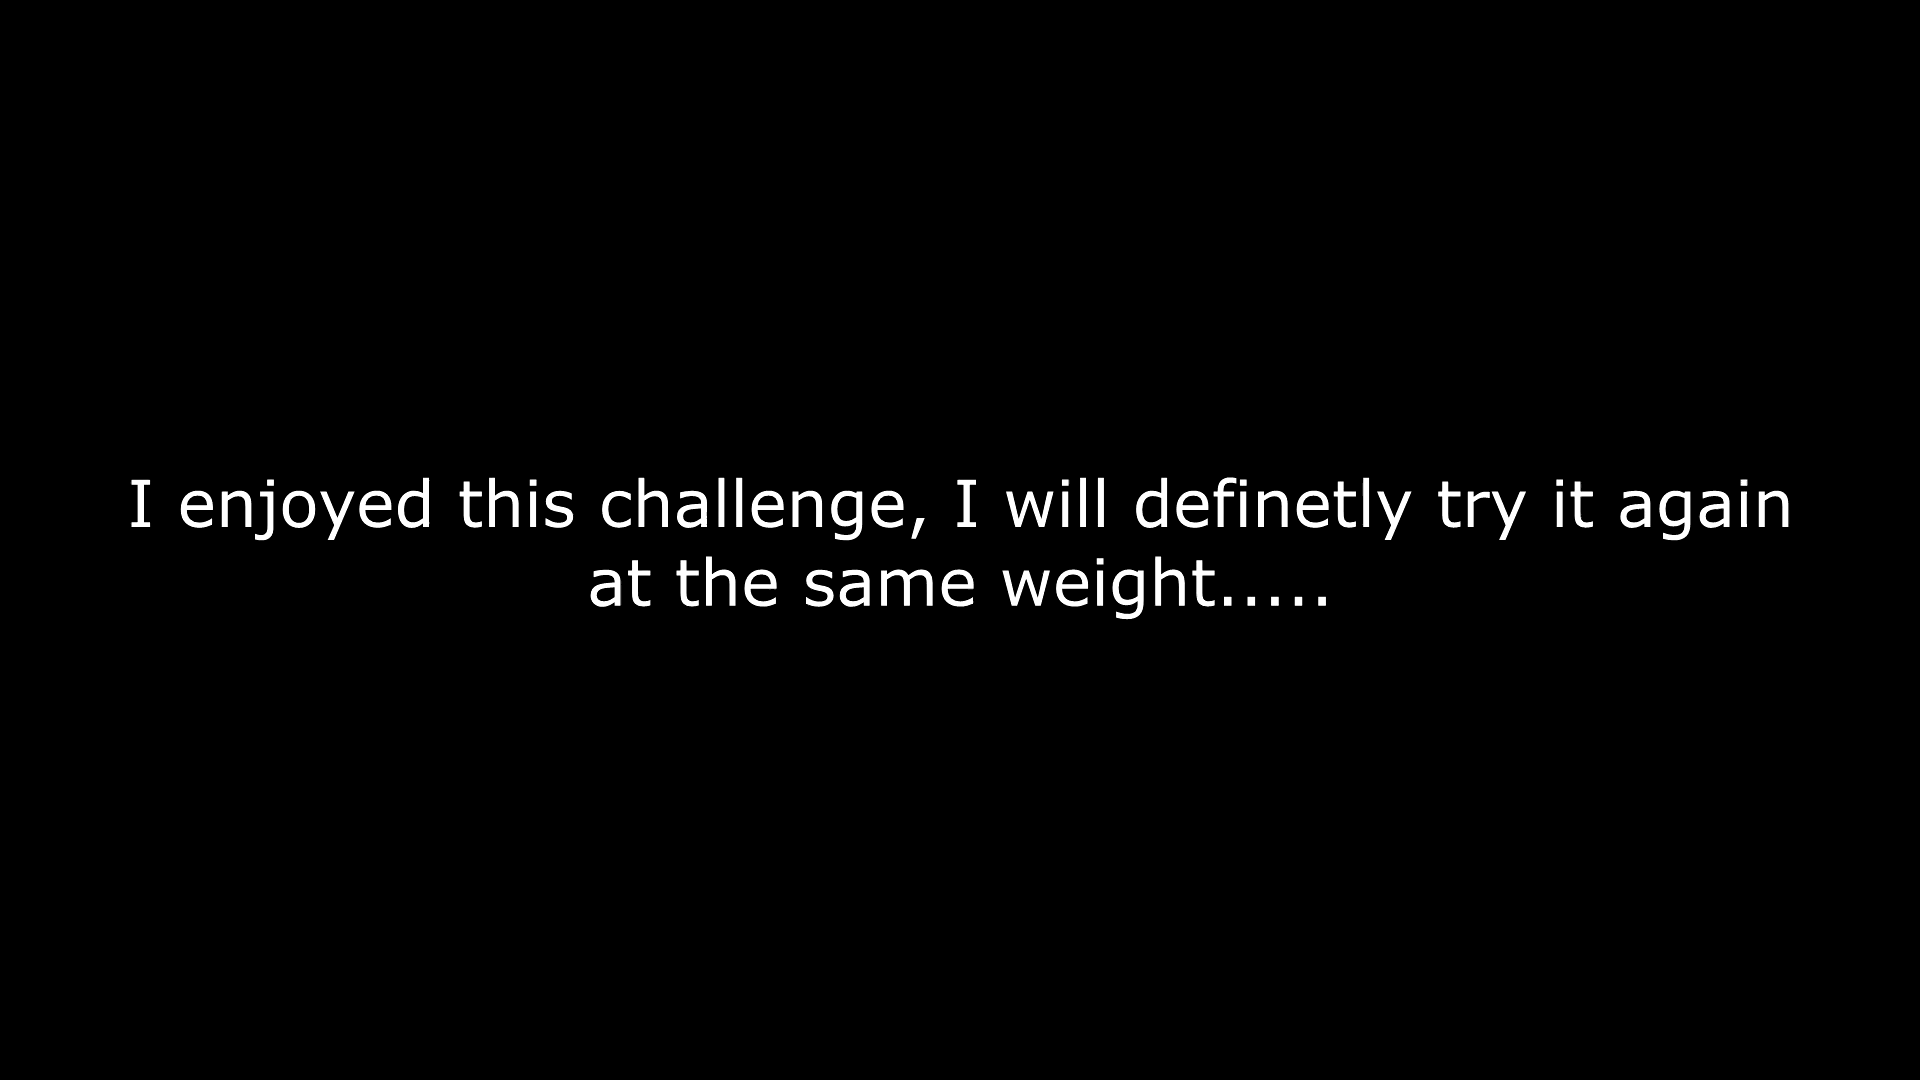 I enjoyed this challenge, I will definetly try it again
at the same weight.....